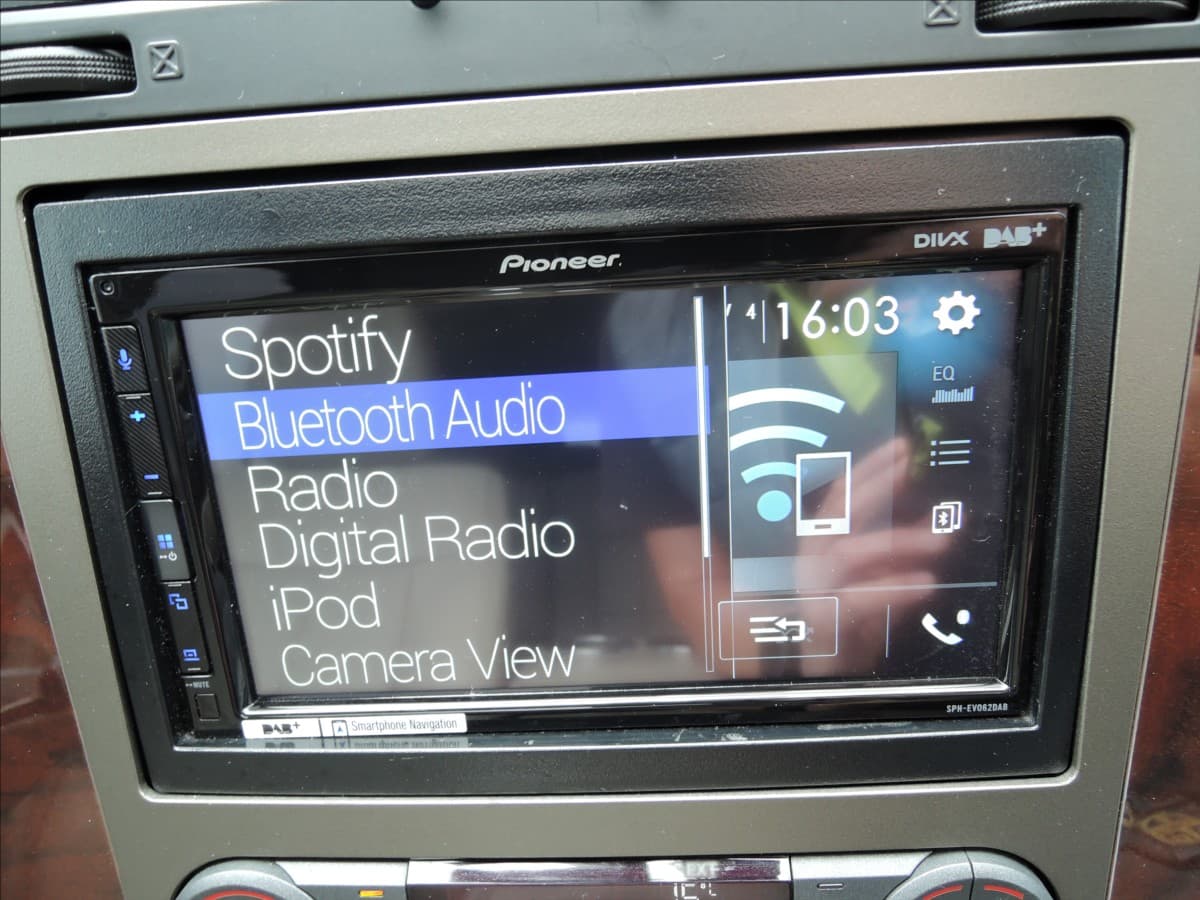 DIVX DAB+
Pioneer
Spotify
Bluetooth Audio
Radio
Digital Radio
iPod
Camera View
4
16:03
EQ
MUTE
SPH-EVO62DAB
DAB+ Smartphone Navigation